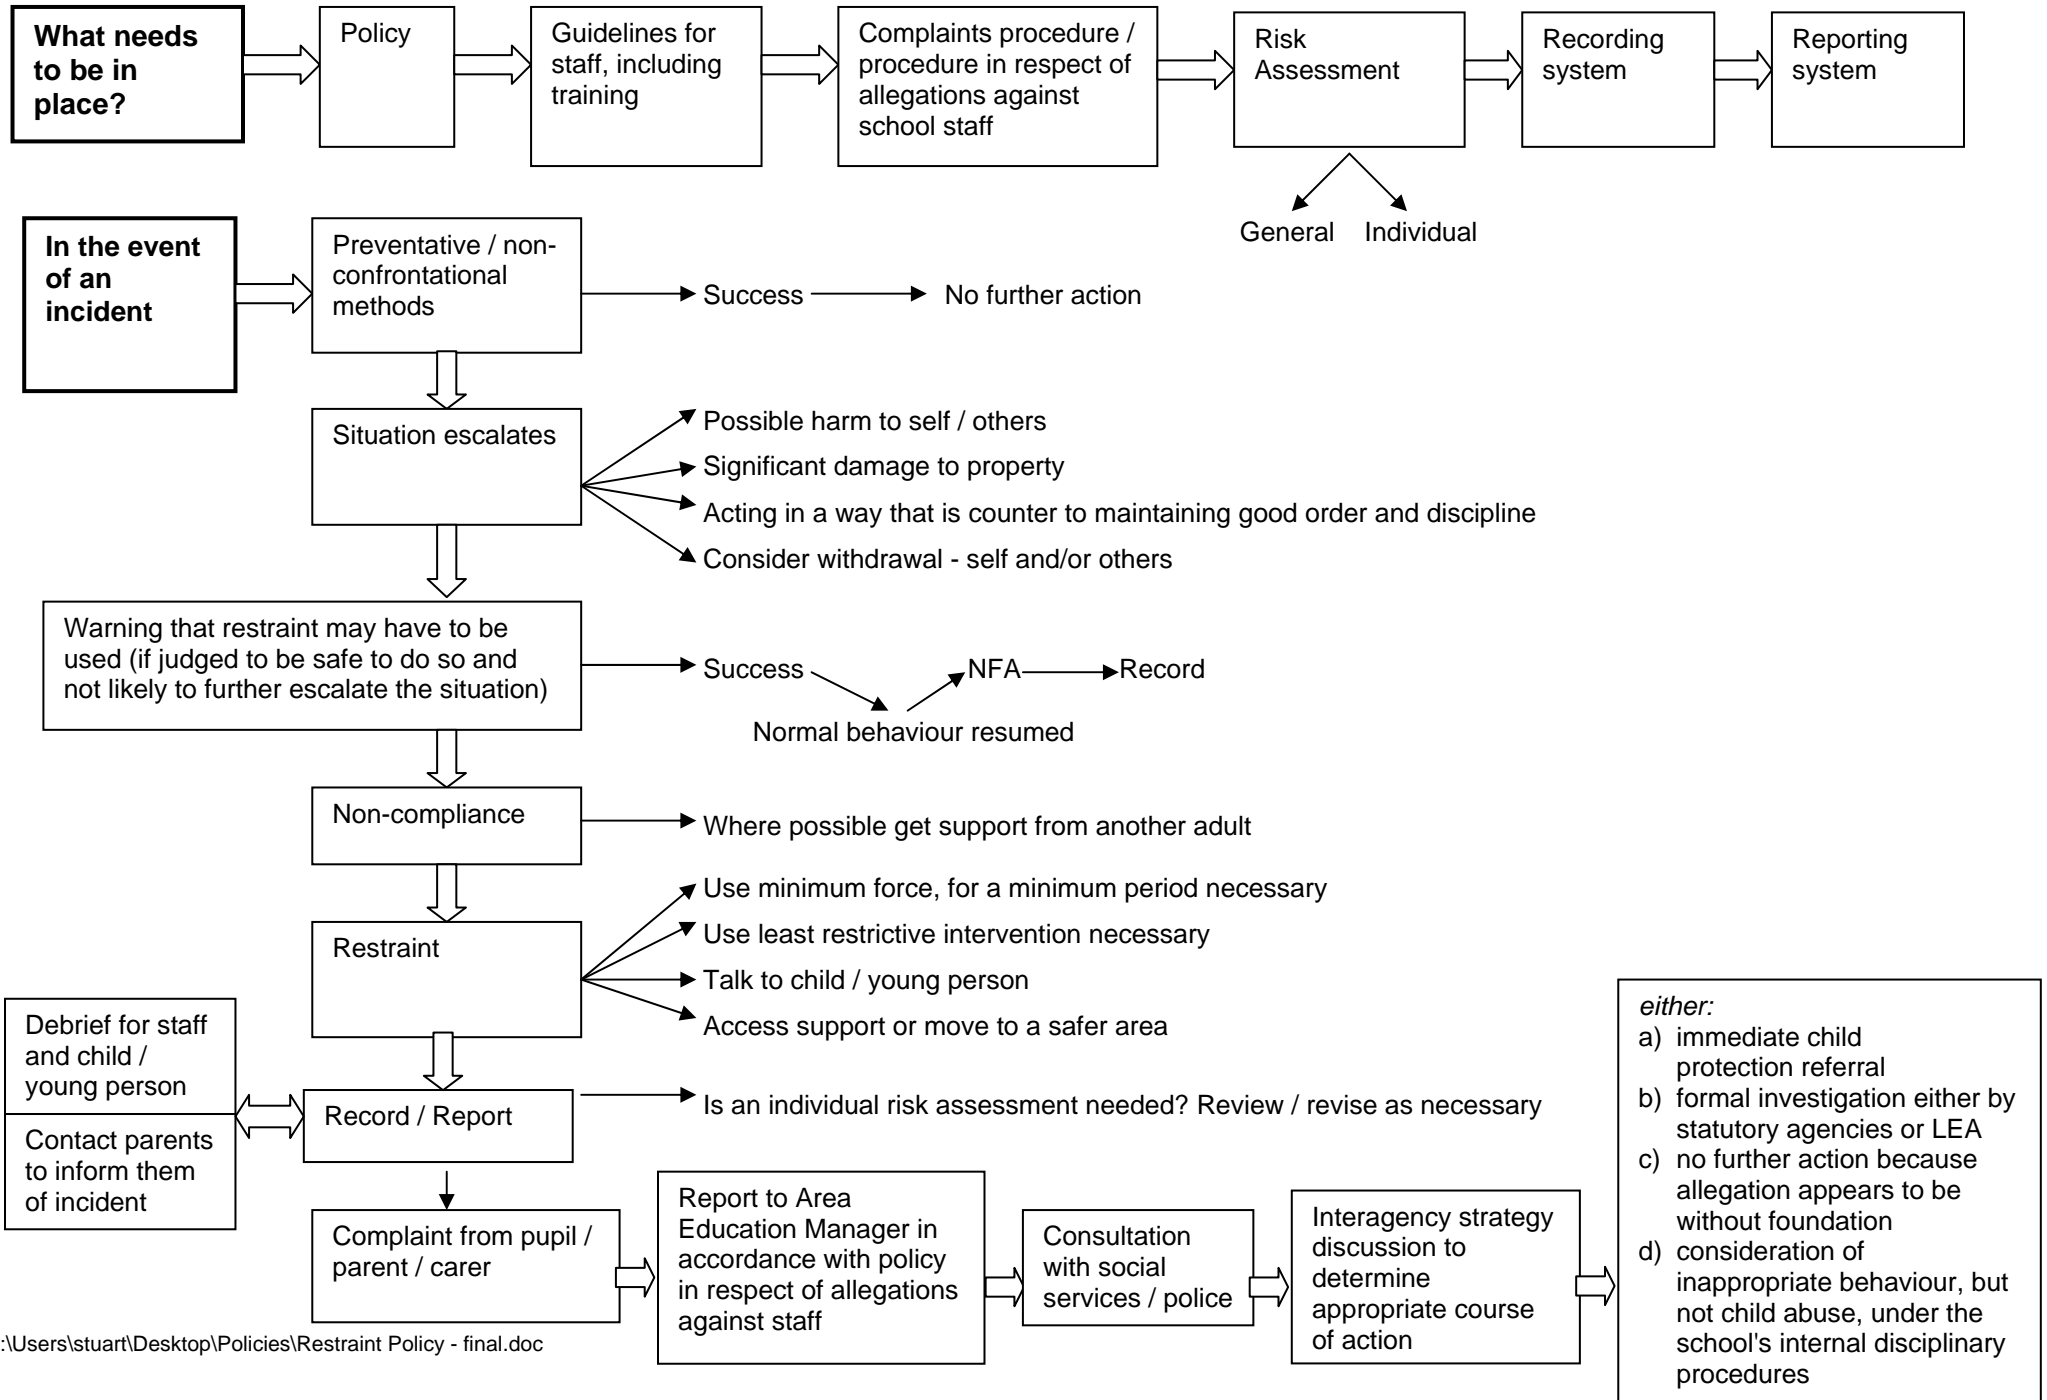 What needs
to be in
place?
Policy
Guidelines for
staff, including
training
Complaints procedure /
procedure in respect of
allegations against
school staff
Risk
Assessment
Recording
system
Reporting
system
General
Individual
In the event
of an
incident
Preventative / non-
confrontational
methods
Success
No further action
Situation escalates
Possible harm to self / others
Significant damage to property
Acting in a way that is counter to maintaining good order and discipline
Consider withdrawal - self and/or others
Warning that restraint may have to be
used (if judged to be safe to do so and
not likely to further escalate the situation)
Success
NFA
Record
Normal behaviour resumed
Non-compliance
Where possible get support from another adult
Restraint
Use minimum force, for a minimum period necessary
Use least restrictive intervention necessary
Talk to child / young person
Access support or move to a safer area
Debrief for staff
and child /
young person
Contact parents
to inform them
of incident
Record / Report
Is an individual risk assessment needed? Review / revise as necessary
Complaint from pupil /
parent / carer
Report to Area
Education Manager in
accordance with policy
in respect of allegations
against staff
Consultation
with social
services / police
Interagency strategy
discussion to
determine
appropriate course
of action
either:
a) immediate child
protection referral
b) formal investigation either by
statutory agencies or LEA
c) no further action because
allegation appears to be
without foundation
d) consideration of
inappropriate behaviour, but
not child abuse, under the
school's internal disciplinary
procedures
:\Users\stuart\Desktop\Policies\Restraint Policy - final.doc